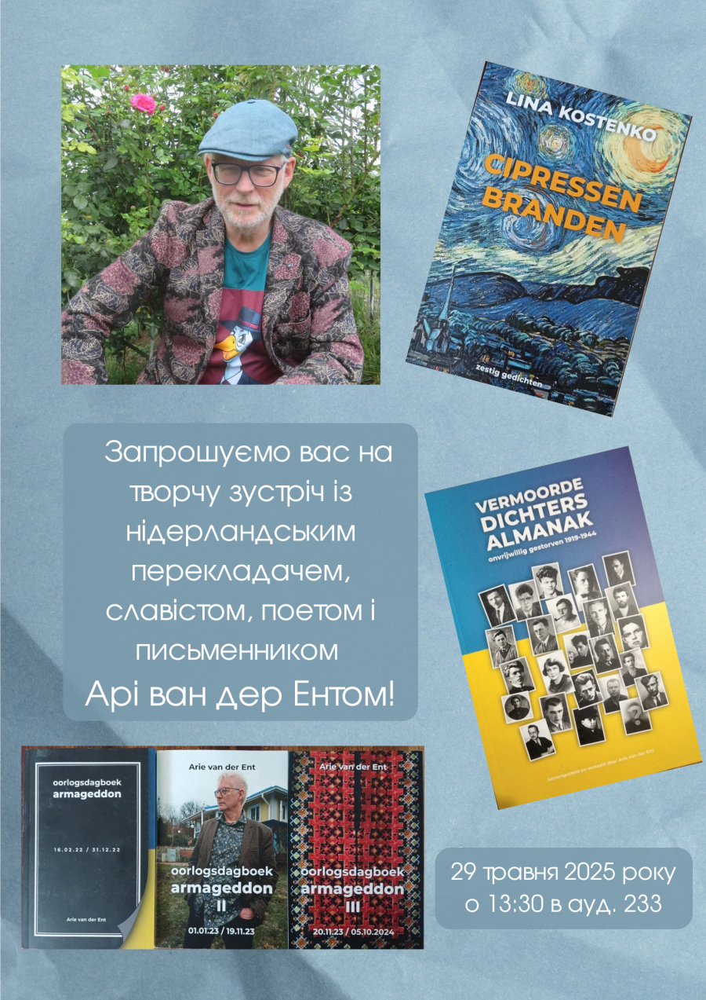 LINA KOSTENKO
CIPRESSEN
BRANDEN
zestig gedichten
Запрошуємо вас на
творчу зустріч із
нідерландським
перекладачем,
славістом, поетом і
письменником
Арі ван дер Ентом!
VERMOORDE
DICHTERS
ALMANAK
onvrijwillig gestorven 1919-1944
samengesteld en vertaald door Arie van der Ent
oorlogsdagboek
armageddon
16.02.22 / 31.12.22
Arie van der Ent
Arie van der Ent
oorlogsdagboek
armageddon
II
01.01.23 / 19.11.23
Arie van der Ent
oorlogsdagboek
armageddon
III
20.11.23 / 05.10.2024
29 травня 2025 року
о 13:30 в ауд. 233